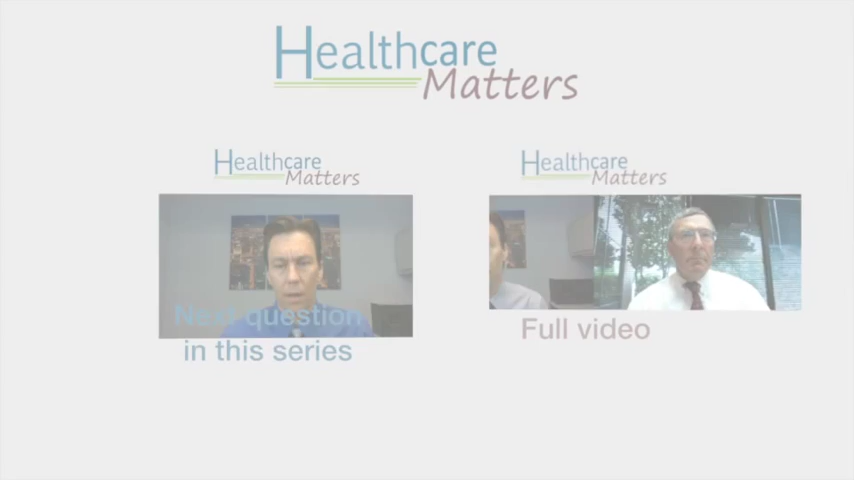 Healthcare
Matters
Healthcare
Matters
Healthcare
Matters
Next question
in this series
Full video